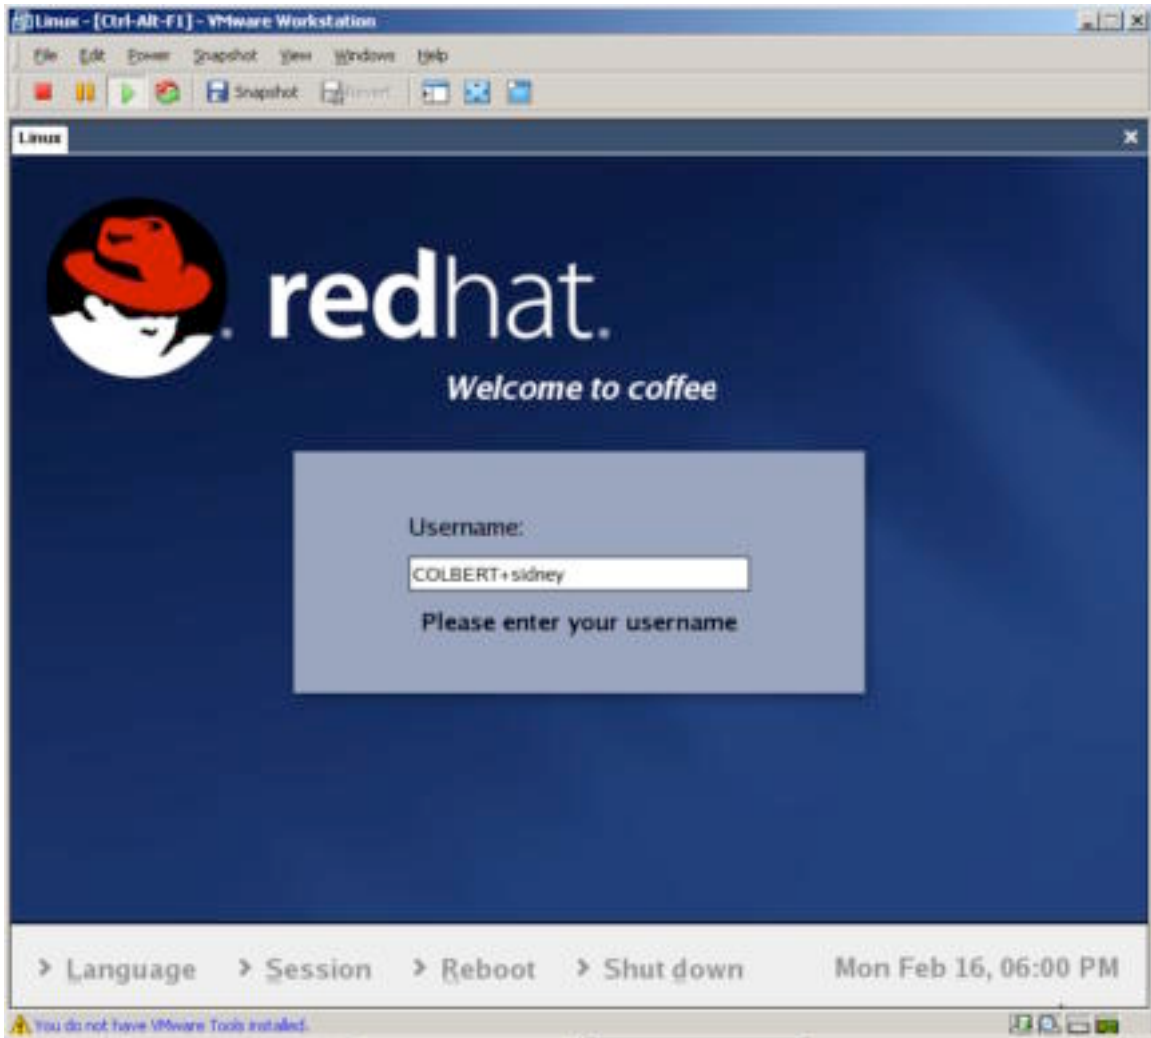 Linux - [Ctrl-Alt-F1] - VMware Workstation
File Edit Power Snapshot View Windows Help
Snapshot Revert
Linux
redhat.
Welcome to coffee
Username:
COLBERT+sidney
Please enter your username
> Language > Session > Reboot > Shut down Mon Feb 16, 06:00 PM
You do not have VMware Tools installed.